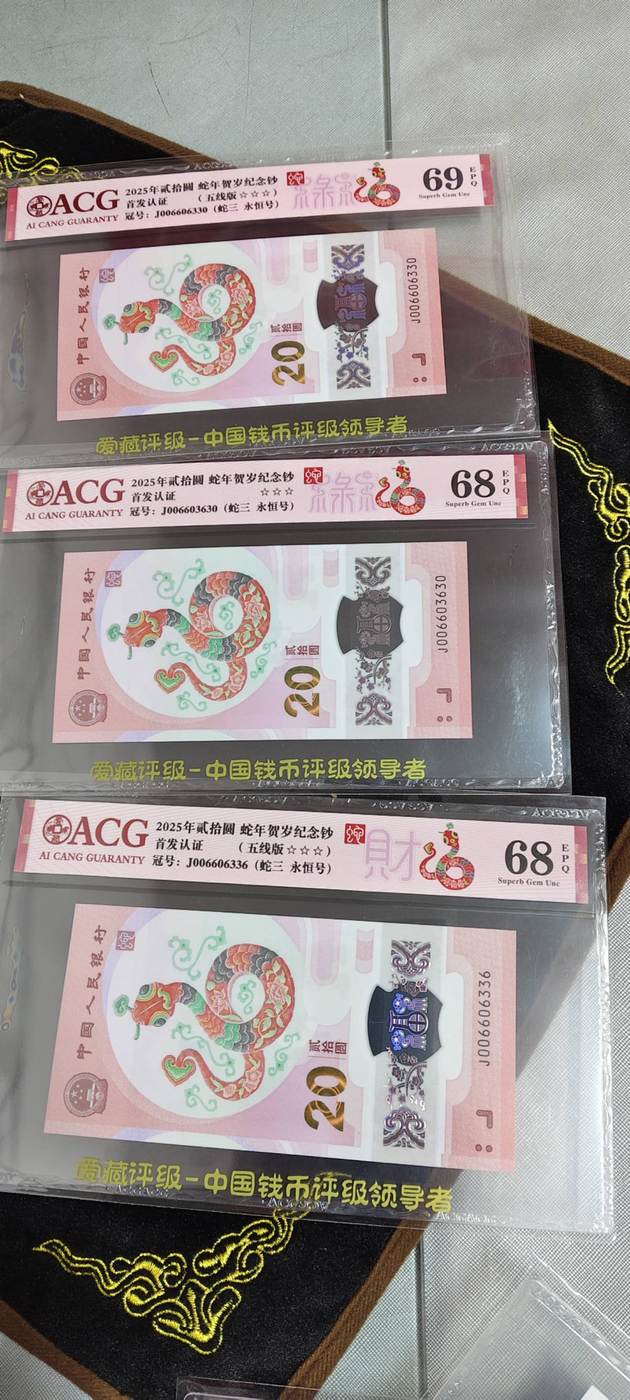 ACG
AI CANG GUARANTY
2025年贰拾圆 蛇年贺岁纪念钞
首发认证 （五线版☆☆☆）
冠号：J006606330（蛇三 永恒号）
69
EPQ
Superb Gem Unc
中国人民银行
贰拾圆
20
J006606330
爱藏评级-中国钱币评级领导者
ACG
AI CANG GUARANTY
2025年贰拾圆 蛇年贺岁纪念钞
首发认证 ☆☆☆
冠号：J006603630（蛇三 永恒号）
68
EPQ
Superb Gem Unc
中国人民银行
贰拾圆
20
J006603630
爱藏评级-中国钱币评级领导者
ACG
AI CANG GUARANTY
2025年贰拾圆 蛇年贺岁纪念钞
首发认证 （五线版☆☆☆）
冠号：J006606336（蛇三 永恒号）
財
68
EPQ
Superb Gem Unc
中国人民银行
贰拾圆
20
J006606336
爱藏评级-中国钱币评级领导者